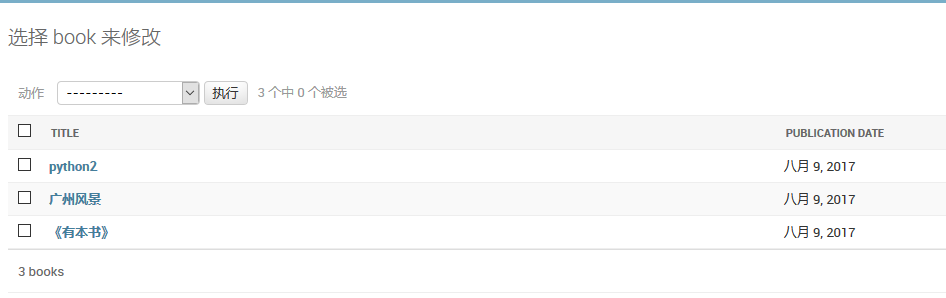 选择 book 来修改
动作 --------- 执行 3 个中 0 个被选
TITLE PUBLICATION DATE
python2 八月 9, 2017
广州风景 八月 9, 2017
《有本书》 八月 9, 2017
3 books